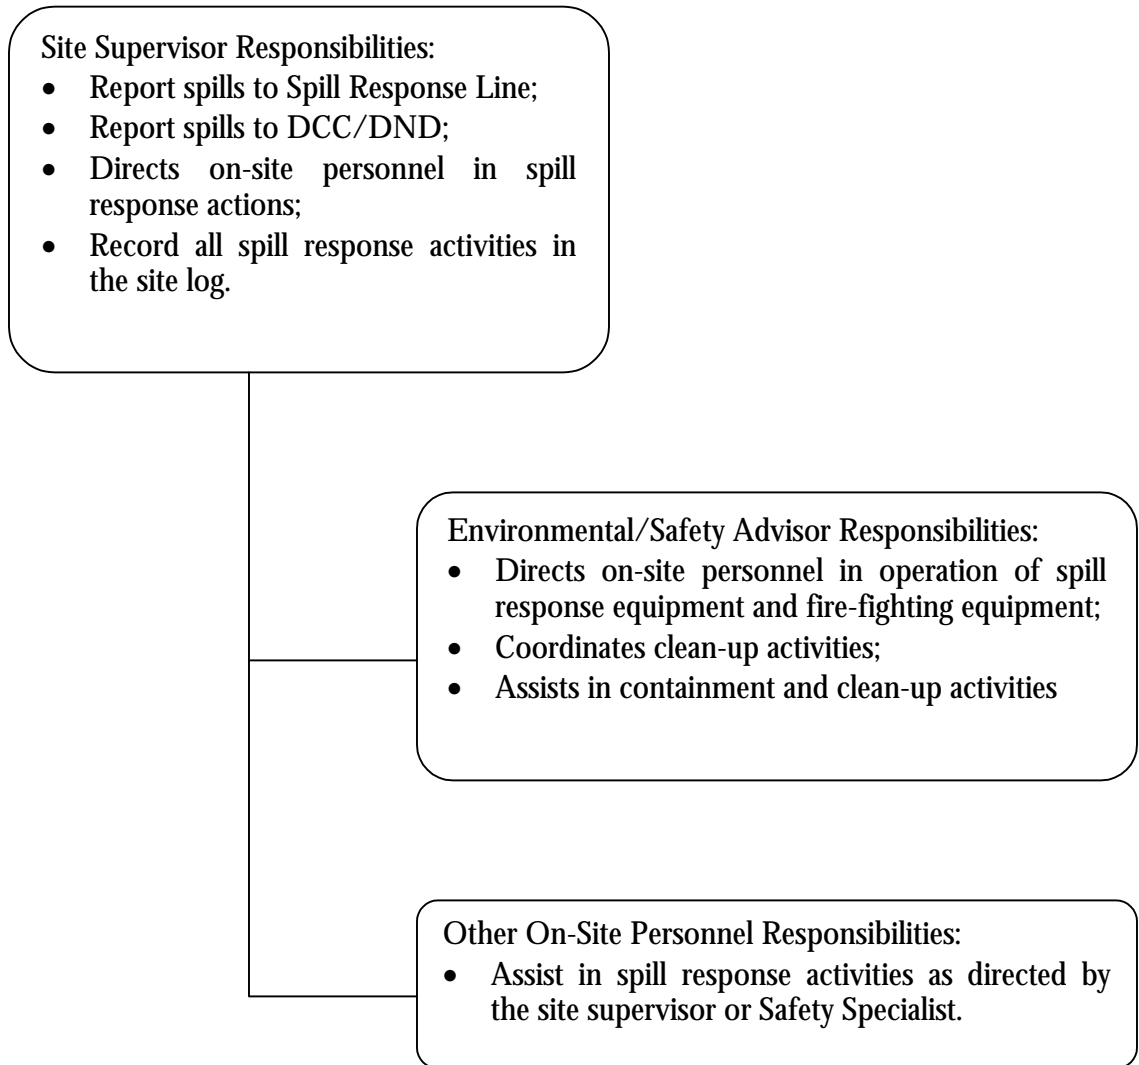 Site Supervisor Responsibilities:
• Report spills to Spill Response Line;
• Report spills to DCC/DND;
• Directs on-site personnel in spill
response actions;
• Record all spill response activities in
the site log.
Environmental/Safety Advisor Responsibilities:
• Directs on-site personnel in operation of spill
response equipment and fire-fighting equipment;
• Coordinates clean-up activities;
• Assists in containment and clean-up activities
Other On-Site Personnel Responsibilities:
• Assist in spill response activities as directed by
the site supervisor or Safety Specialist.